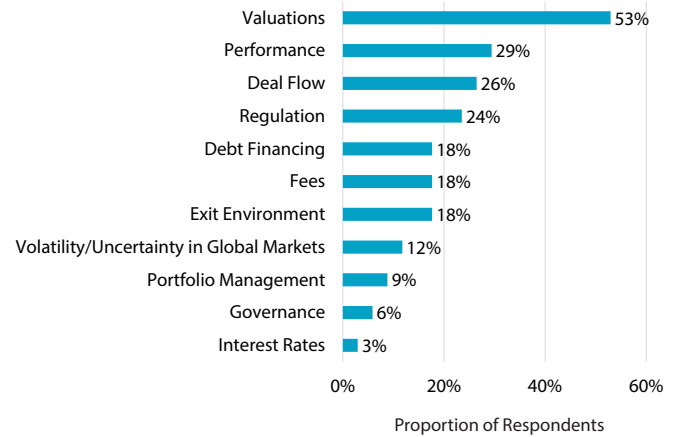 Valuations 53%
Performance 29%
Deal Flow 26%
Regulation 24%
Debt Financing 18%
Fees 18%
Exit Environment 18%
Volatility/Uncertainty in Global Markets 12%
Portfolio Management 9%
Governance 6%
Interest Rates 3%
0% 20% 40% 60%
Proportion of Respondents